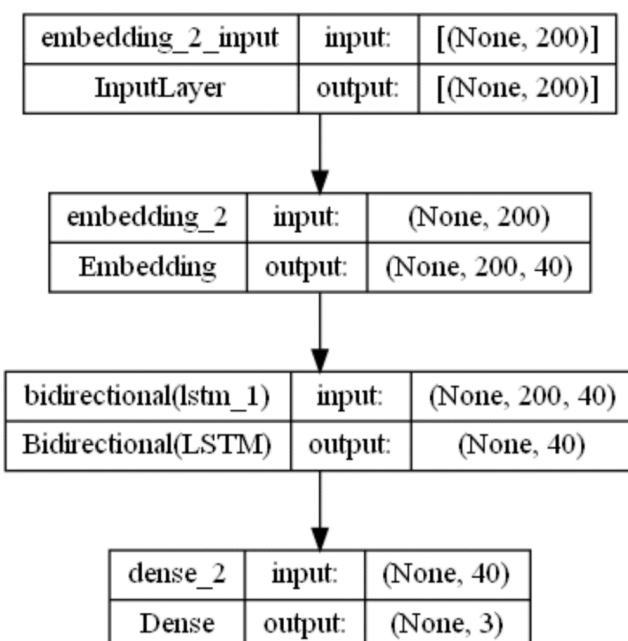 embedding_2_input input: [(None, 200)]
InputLayer output: [(None, 200)]
embedding_2 input: (None, 200)
Embedding output: (None, 200, 40)
bidirectional(lstm_1) input: (None, 200, 40)
Bidirectional(LSTM) output: (None, 40)
dense_2 input: (None, 40)
Dense output: (None, 3)